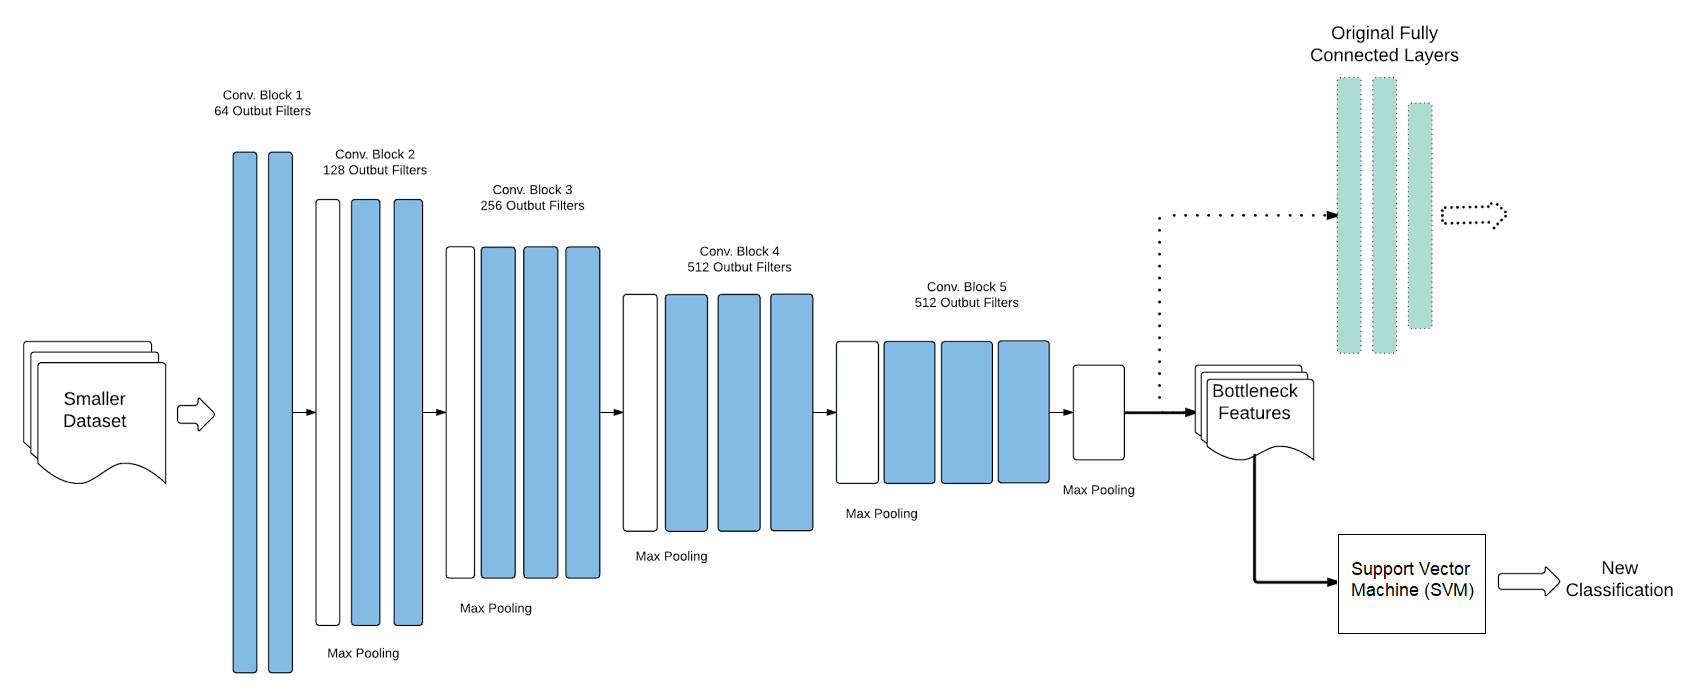 Original Fully
Connected Layers
Conv. Block 1
64 Outbut Filters
Conv. Block 2
128 Outbut Filters
Conv. Block 3
256 Outbut Filters
Conv. Block 4
512 Outbut Filters
Conv. Block 5
512 Outbut Filters
Smaller
Dataset
Bottleneck
Features
Max Pooling
Max Pooling
Max Pooling
Max Pooling
Max Pooling
Support Vector
Machine (SVM)
New
Classification